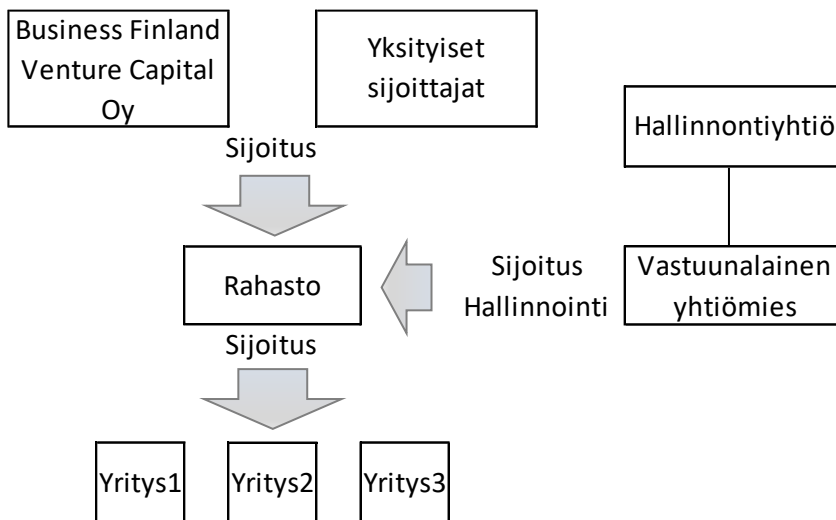 Business Finland
Venture Capital
Oy
Yksityiset
sijoittajat
Hallinnontiyhtiö
Sijoitus
Rahasto
Sijoitus
Hallinnointi
Vastuunalainen
yhtiömies
Sijoitus
Yritys1
Yritys2
Yritys3